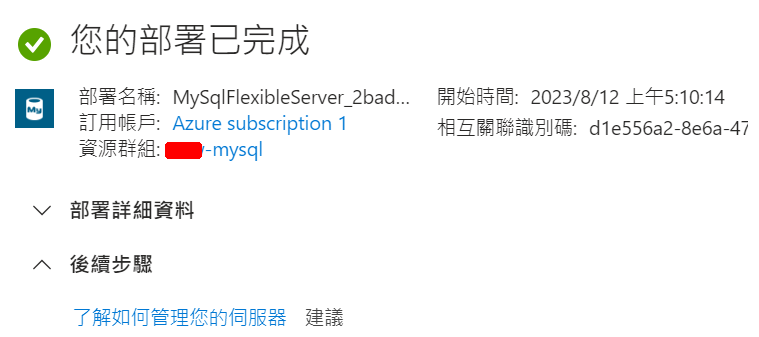 您的部署已完成
My
部署名稱: MySqlFlexibleServer_2bad...
開始時間: 2023/8/12 上午5:10:14
訂用帳戶: Azure subscription 1
相互關聯識別碼: d1e556a2-8e6a-47
資源群組: -mysql
部署詳細資料
後續步驟
了解如何管理您的伺服器 建議